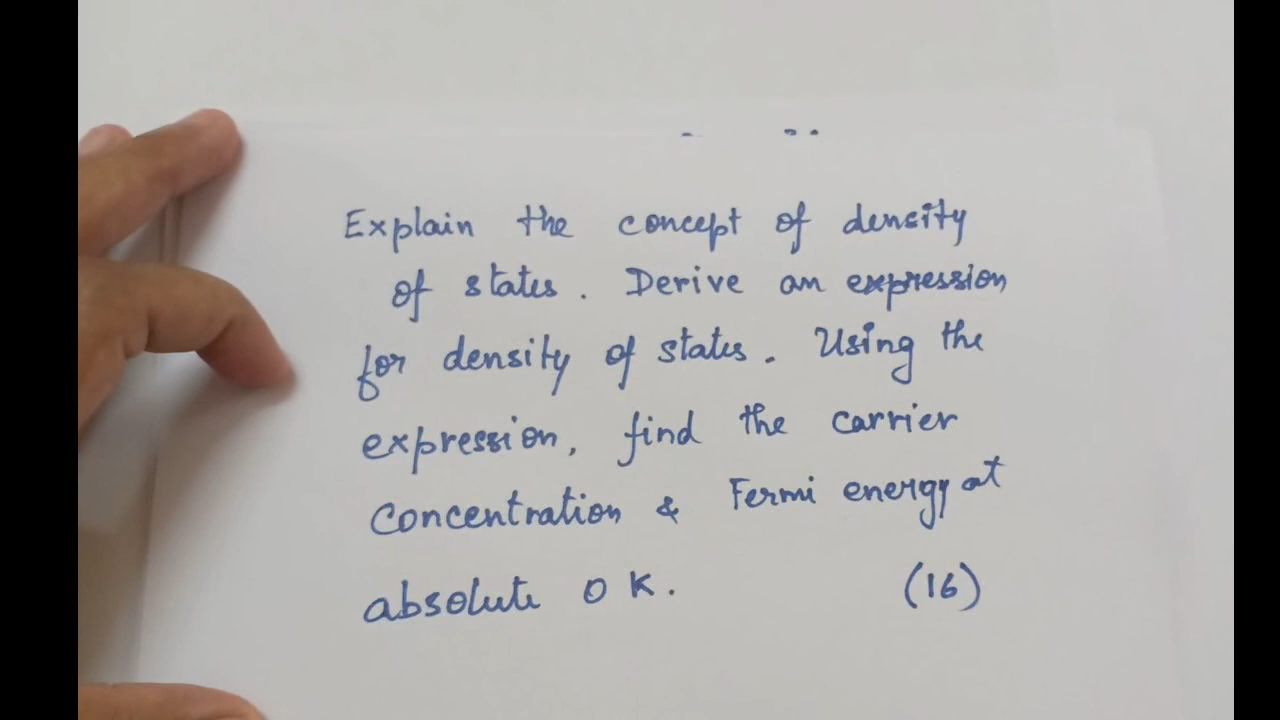 Explain the concept of density
of states. Derive an expression
for density of states. Using the
expression, find the carrier
concentration & Fermi energy at
absolute 0 K. (16)